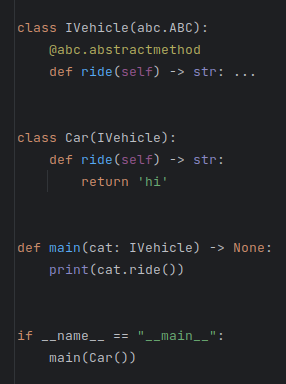 class IVehicle(abc.ABC):
    @abc.abstractmethod
    def ride(self) -> str: ...
class Car(IVehicle):
    def ride(self) -> str:
        return 'hi'
def main(cat: IVehicle) -> None:
    print(cat.ride())
if __name__ == "__main__":
    main(Car())